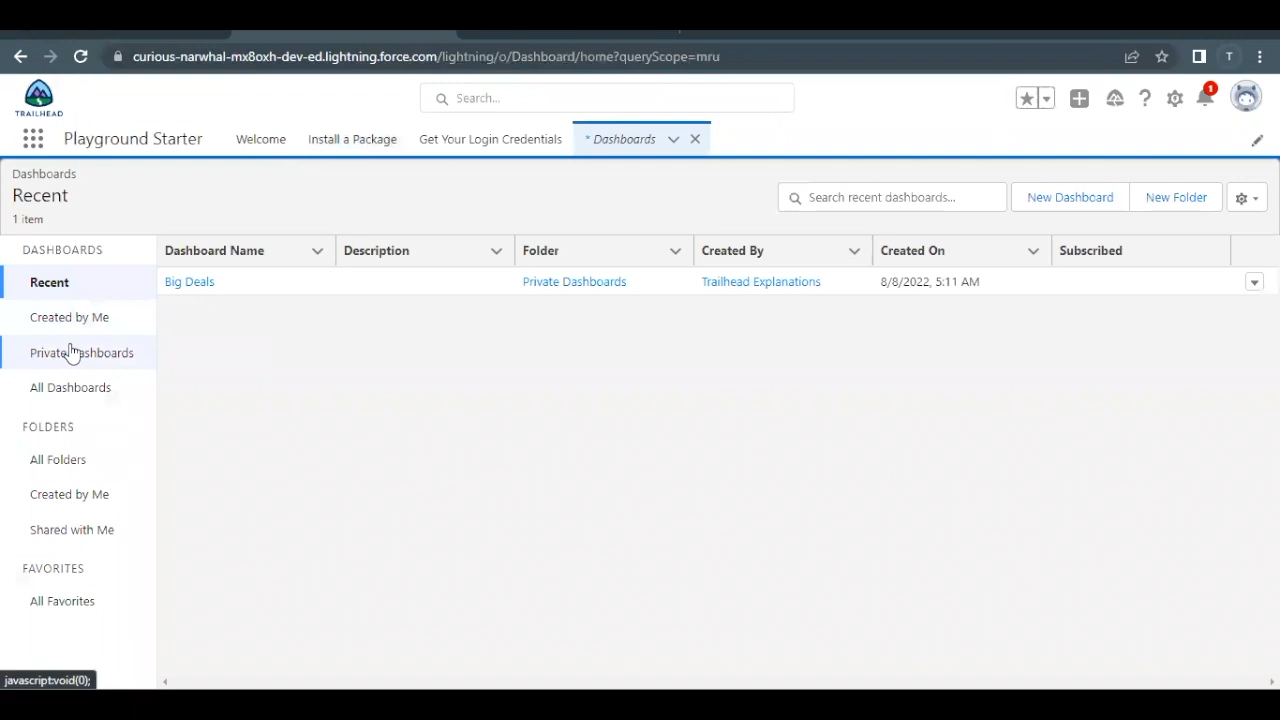 curious-narwhal-mx8oxh-dev-ed.lightning.force.com/lightning/o/Dashboard/home?queryScope=mru
T
TRAILHEAD
Search...
1
Playground Starter
Welcome
Install a Package
Get Your Login Credentials
* Dashboards
Dashboards
Recent
1 item
Search recent dashboards...
New Dashboard
New Folder
DASHBOARDS
Recent
Created by Me
Private Dashboards
All Dashboards
FOLDERS
All Folders
Created by Me
Shared with Me
FAVORITES
All Favorites
Dashboard Name
Description
Folder
Created By
Created On
Subscribed
Big Deals
Private Dashboards
Trailhead Explanations
8/8/2022, 5:11 AM
javascript:void(0);